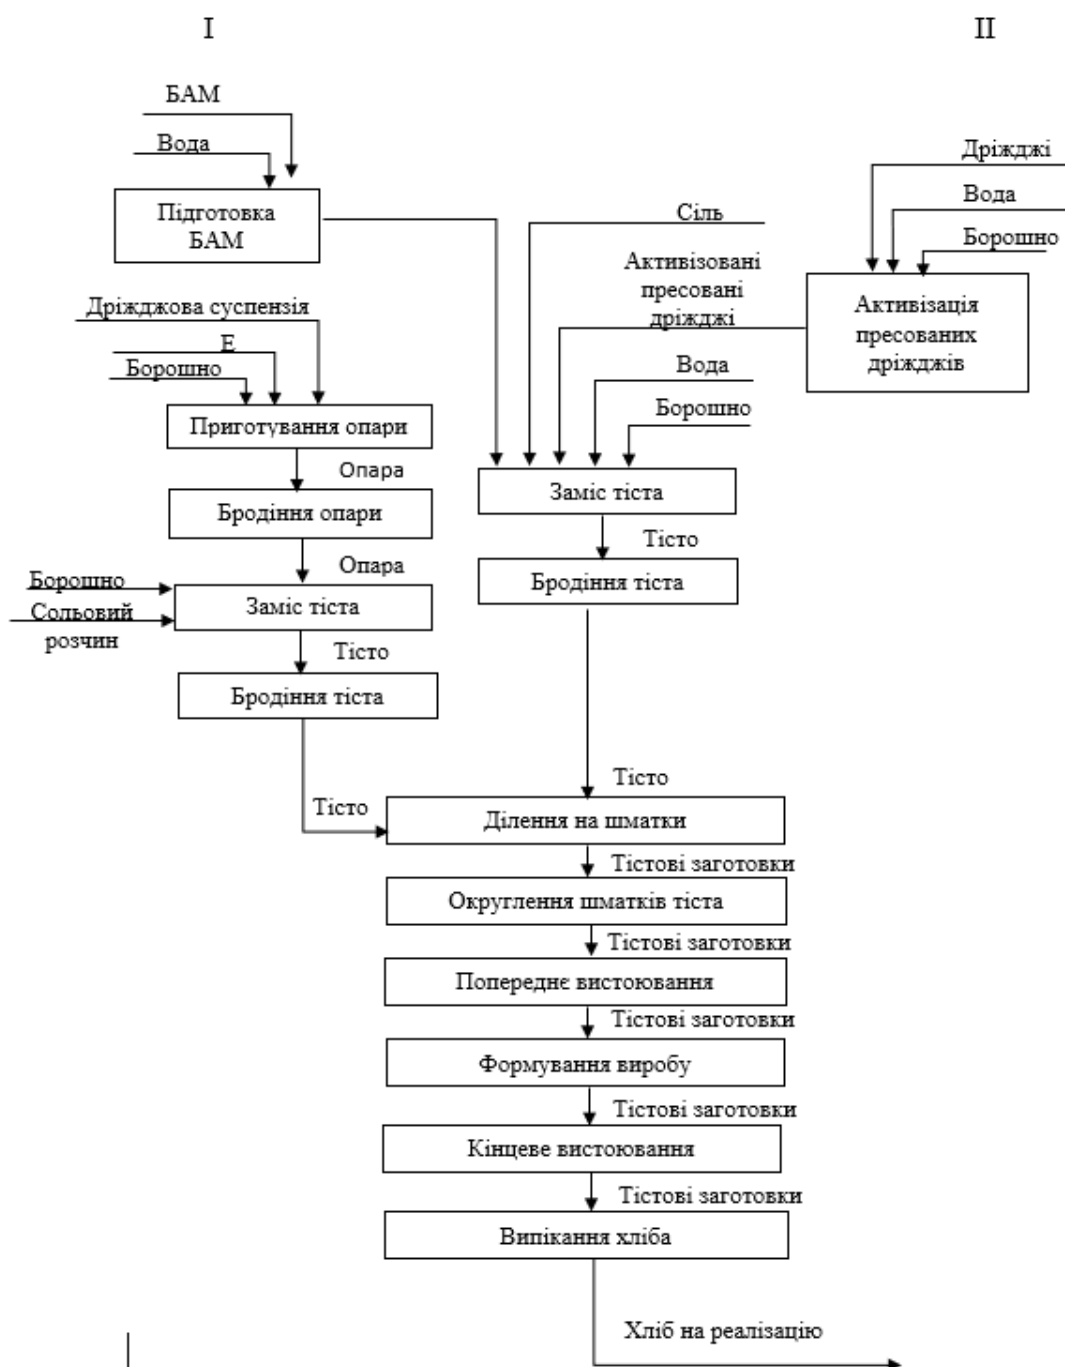 I
II
БАМ
Вода
Підготовка
БАМ
Дріжджі
Вода
Борошно
Сіль
Активізовані
пресовані
дріжджі
Активізація
пресованих
дріжджів
Дріжджова суспензія
Е
Борошно
Вода
Борошно
Приготування опари
Опара
Заміс тіста
Бродіння опари
Тісто
Опара
Бродіння тіста
Борошно
Сольовий
розчин
Заміс тіста
Тісто
Бродіння тіста
Тісто
Тісто
Ділення на шматки
Тістові заготовки
Округлення шматків тіста
Тістові заготовки
Попереднє вистоювання
Тістові заготовки
Формування виробу
Тістові заготовки
Кінцеве вистоювання
Тістові заготовки
Випікання хліба
Хліб на реалізацію